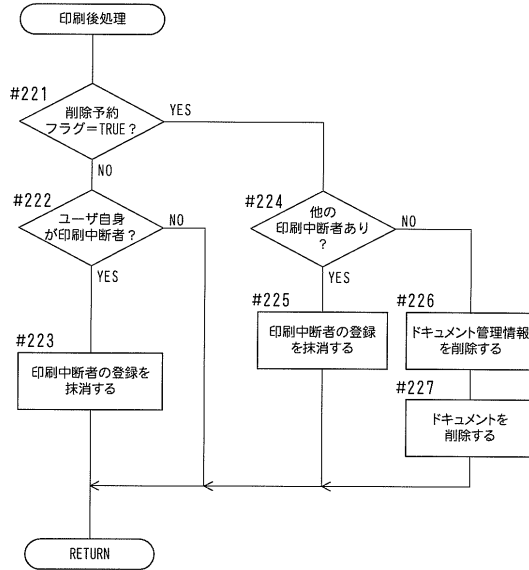 印刷後処理
#221
削除予約
フラグ=TRUE?
YES
NO
#222
ユーザ自身
が印刷中断者?
NO
YES
#224
他の
印刷中断者あり
?
NO
YES
#223
印刷中断者の登録を
抹消する
#225
印刷中断者の登録
を抹消する
#226
ドキュメント管理情報
を削除する
#227
ドキュメントを
削除する
RETURN